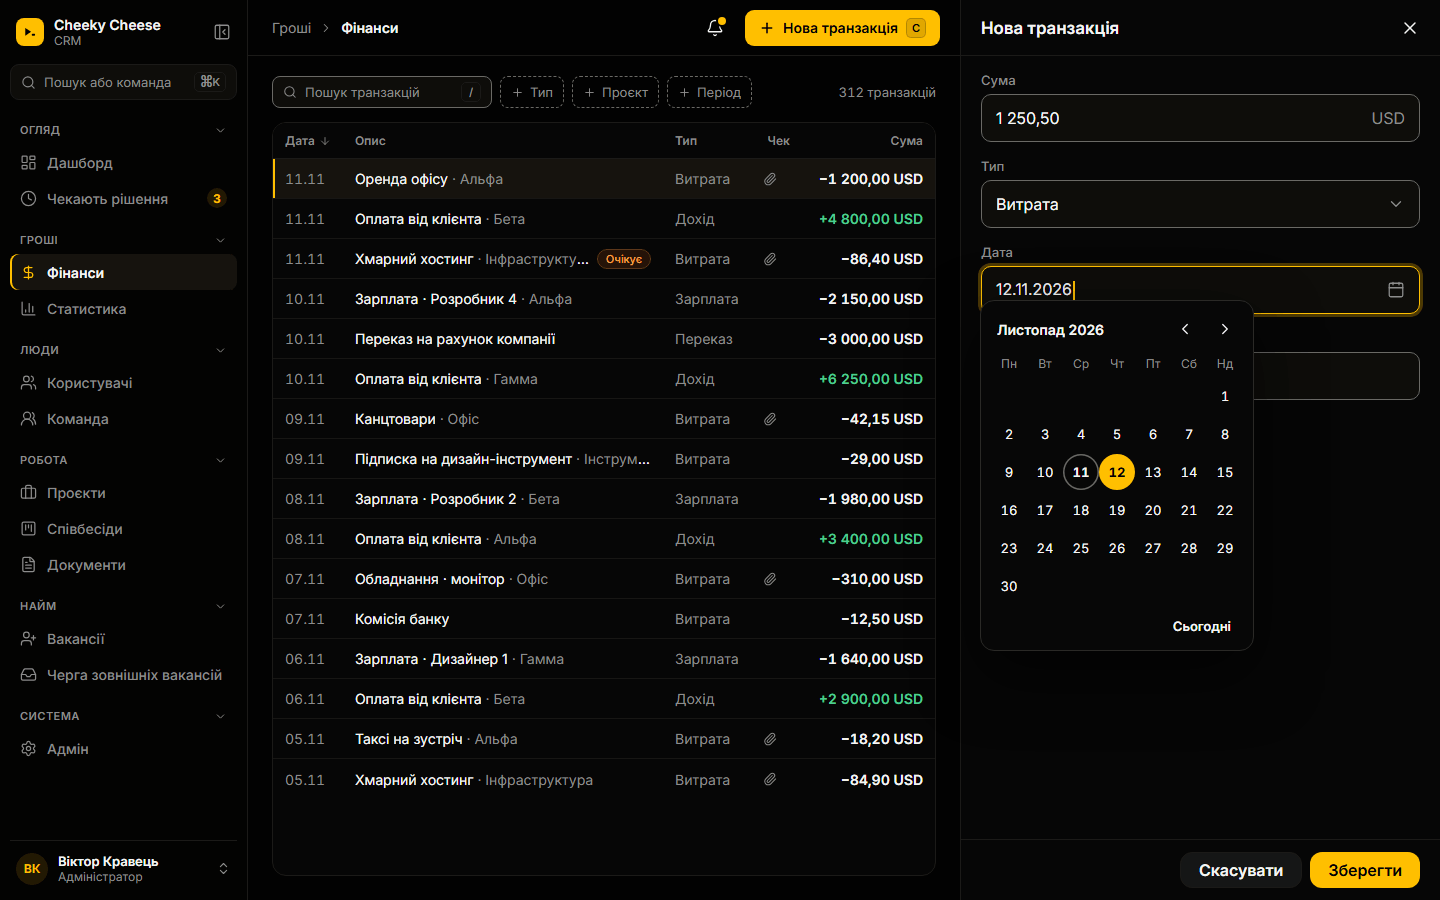 Cheeky Cheese
CRM
Пошук або команда ⌘K
ОГЛЯД
Дашборд
Чекають рішення 3
ГРОШІ
Фінанси
Статистика
ЛЮДИ
Користувачі
Команда
РОБОТА
Проєкти
Співбесіди
Документи
НАЙМ
Вакансії
Черга зовнішніх вакансій
СИСТЕМА
Адмін
ВК
Віктор Кравець
Адміністратор
Гроші > Фінанси
+ Нова транзакція C
Пошук транзакцій /
+ Тип
+ Проєкт
+ Період
312 транзакцій
Дата ↓ Опис Тип Чек Сума
11.11 Оренда офісу · Альфа Витрата −1 200,00 USD
11.11 Оплата від клієнта · Бета Дохід +4 800,00 USD
11.11 Хмарний хостинг · Інфраструкту... Очікує Витрата −86,40 USD
10.11 Зарплата · Розробник 4 · Альфа Зарплата −2 150,00 USD
10.11 Переказ на рахунок компанії Переказ −3 000,00 USD
10.11 Оплата від клієнта · Гамма Дохід +6 250,00 USD
09.11 Канцтовари · Офіс Витрата −42,15 USD
09.11 Підписка на дизайн-інструмент · Інструм... Витрата −29,00 USD
08.11 Зарплата · Розробник 2 · Бета Зарплата −1 980,00 USD
08.11 Оплата від клієнта · Альфа Дохід +3 400,00 USD
07.11 Обладнання · монітор · Офіс Витрата −310,00 USD
07.11 Комісія банку Витрата −12,50 USD
06.11 Зарплата · Дизайнер 1 · Гамма Зарплата −1 640,00 USD
06.11 Оплата від клієнта · Бета Дохід +2 900,00 USD
05.11 Таксі на зустріч · Альфа Витрата −18,20 USD
05.11 Хмарний хостинг · Інфраструктура Витрата −84,90 USD
Нова транзакція
Сума
1 250,50 USD
Тип
Витрата
Дата
12.11.2026
Листопад 2026
Пн Вт Ср Чт Пт Сб Нд
1
2 3 4 5 6 7 8
9 10 11 12 13 14 15
16 17 18 19 20 21 22
23 24 25 26 27 28 29
30
Сьогодні
Скасувати
Зберегти